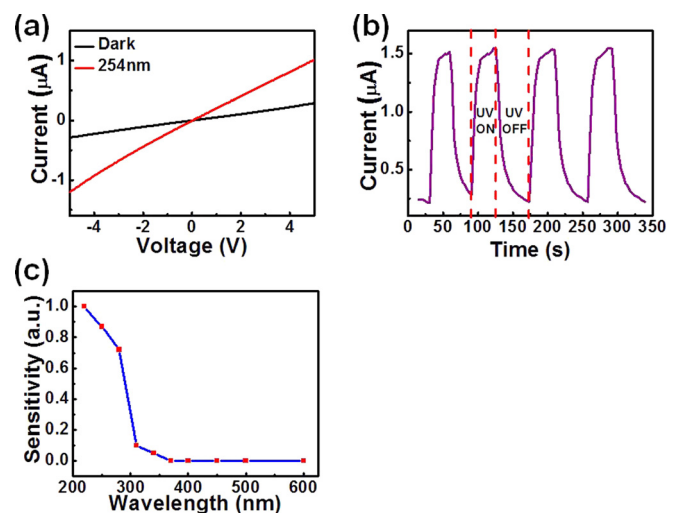 (a)
Dark
254nm
Current (μA)
1
0
-1
-4 -2 0 2 4
Voltage (V)
(b)
Current (μA)
1.5
1.0
0.5
UV UV
ON OFF
0 50 100 150 200 250 300 350
Time (s)
(c)
Sensitivity (a.u.)
1.0
0.8
0.6
0.4
0.2
0.0
200 300 400 500 600
Wavelength (nm)